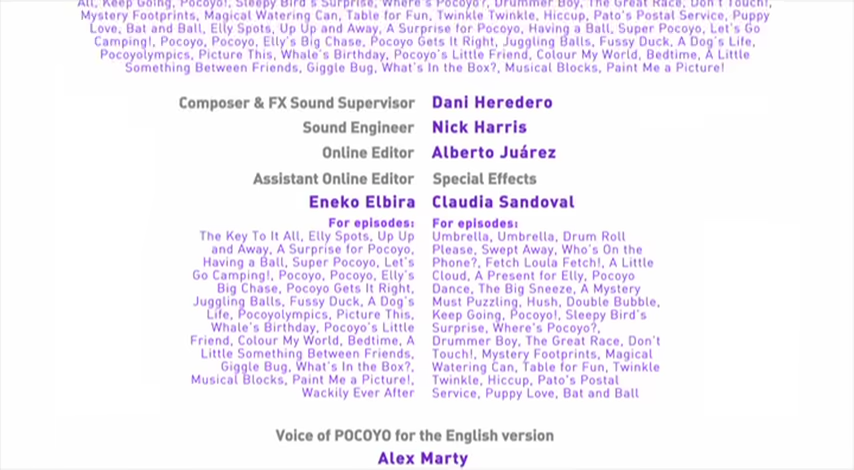 All, Keep Going, Pocoyo!, Sleepy Bird's Surprise, Where's Pocoyo?, Drummer Boy, The Great Race, Don't Touch!,
Mystery Footprints, Magical Watering Can, Table for Fun, Twinkle Twinkle, Hiccup, Pato's Postal Service, Puppy
Love, Bat and Ball, Elly Spots, Up Up and Away, A Surprise for Pocoyo, Having a Ball, Super Pocoyo, Let's Go
Camping!, Pocoyo, Pocoyo, Elly's Big Chase, Pocoyo Gets It Right, Juggling Balls, Fussy Duck, A Dog's Life,
Pocoyolympics, Picture This, Whale's Birthday, Pocoyo's Little Friend, Colour My World, Bedtime, A Little
Something Between Friends, Giggle Bug, What's In the Box?, Musical Blocks, Paint Me a Picture!
Composer & FX Sound Supervisor Dani Heredero
Sound Engineer Nick Harris
Online Editor Alberto Juárez
Assistant Online Editor
Eneko Elbira
For episodes:
The Key To It All, Elly Spots, Up Up
and Away, A Surprise for Pocoyo,
Having a Ball, Super Pocoyo, Let's
Go Camping!, Pocoyo, Pocoyo, Elly's
Big Chase, Pocoyo Gets It Right,
Juggling Balls, Fussy Duck, A Dog's
Life, Pocoyolympics, Picture This,
Whale's Birthday, Pocoyo's Little
Friend, Colour My World, Bedtime, A
Little Something Between Friends,
Giggle Bug, What's In the Box?,
Musical Blocks, Paint Me a Picture!,
Wackily Ever After
Special Effects
Claudia Sandoval
For episodes:
Umbrella, Umbrella, Drum Roll
Please, Swept Away, Who's On the
Phone?, Fetch Loula Fetch!, A Little
Cloud, A Present for Elly, Pocoyo
Dance, The Big Sneeze, A Mystery
Must Puzzling, Hush, Double Bubble,
Keep Going, Pocoyo!, Sleepy Bird's
Surprise, Where's Pocoyo?,
Drummer Boy, The Great Race, Don't
Touch!, Mystery Footprints, Magical
Watering Can, Table for Fun, Twinkle
Twinkle, Hiccup, Pato's Postal
Service, Puppy Love, Bat and Ball
Voice of POCOYO for the English version
Alex Marty